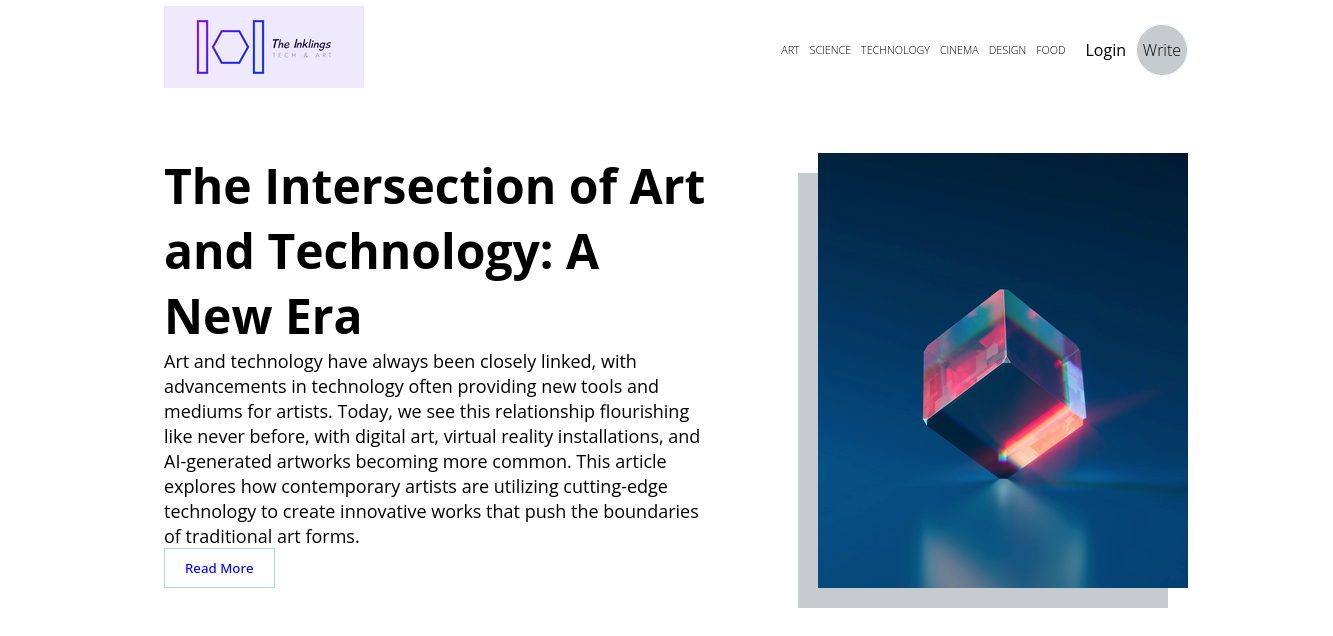 The Inklings
TECH & ART
ART SCIENCE TECHNOLOGY CINEMA DESIGN FOOD Login Write
The Intersection of Art
and Technology: A
New Era
Art and technology have always been closely linked, with
advancements in technology often providing new tools and
mediums for artists. Today, we see this relationship flourishing
like never before, with digital art, virtual reality installations, and
AI-generated artworks becoming more common. This article
explores how contemporary artists are utilizing cutting-edge
technology to create innovative works that push the boundaries
of traditional art forms.
Read More